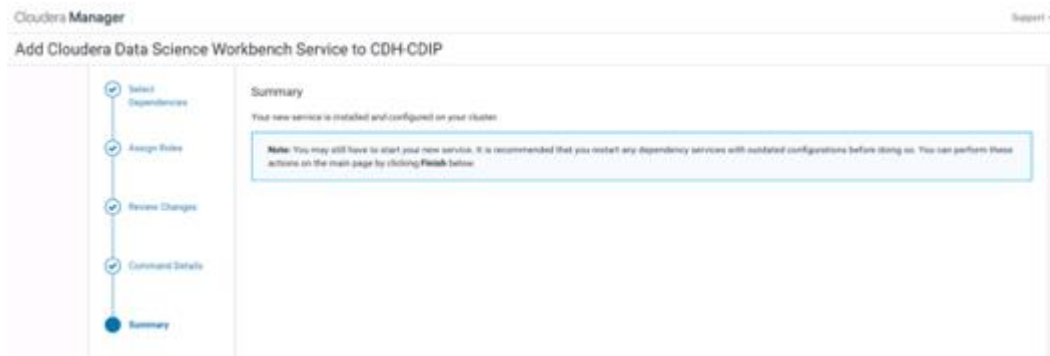 Cloudera Manager
Support
Add Cloudera Data Science Workbench Service to CDH-CDIP
Select
Dependencies
Assign Roles
Review Changes
Command Details
Summary
Summary
Your new service is installed and configured on your cluster.
Note: You may still have to start your new service. It is recommended that you restart any dependency services with outdated configurations before doing so. You can perform these
actions on the main page by clicking Finish below.